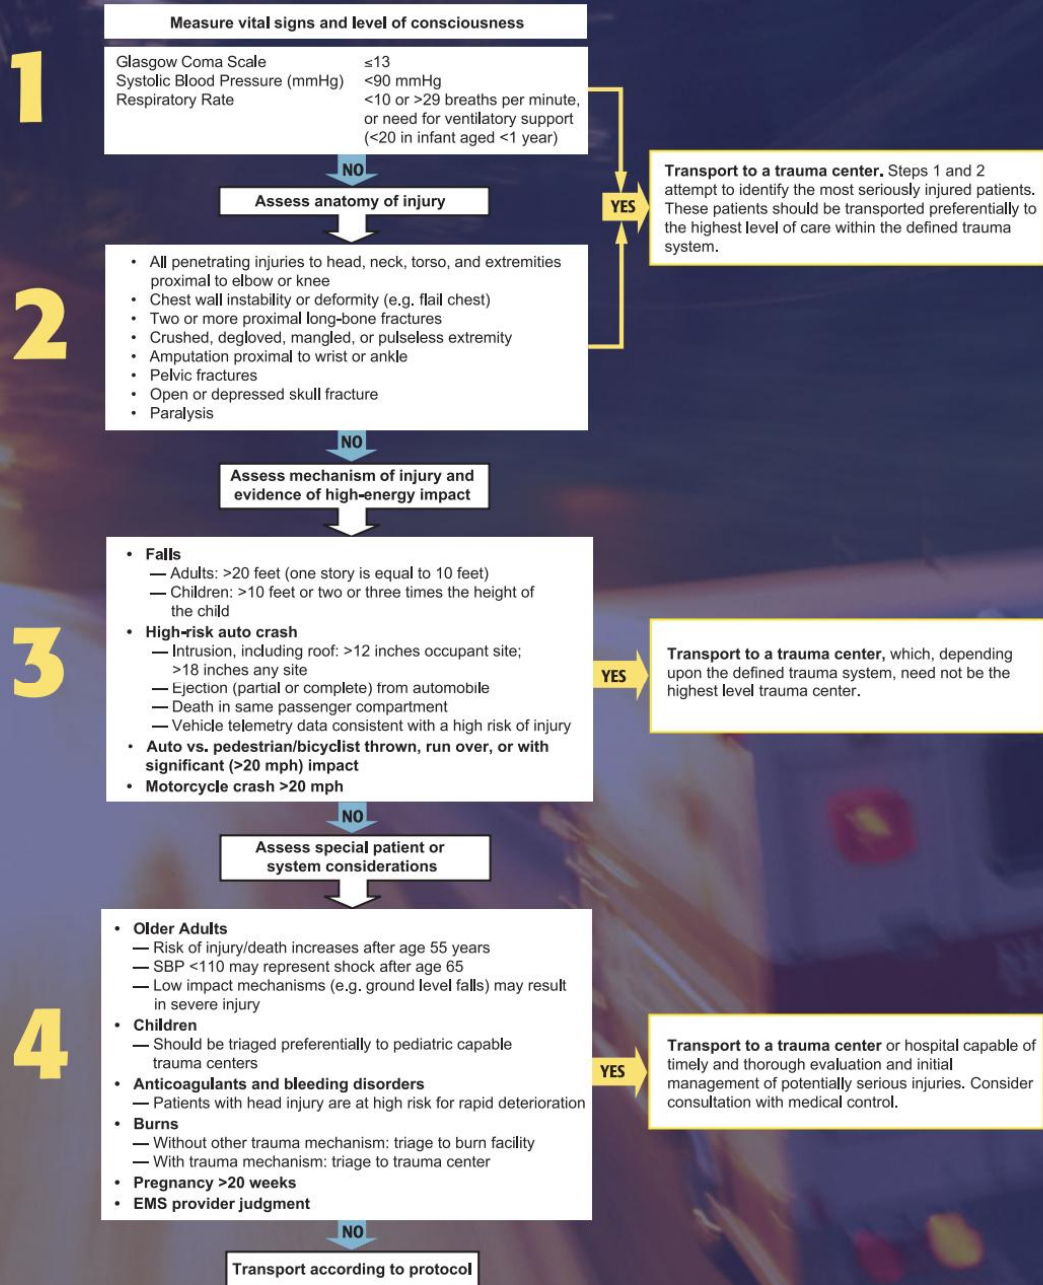 Measure vital signs and level of consciousness
1
Glasgow Coma Scale ≤13
Systolic Blood Pressure (mmHg) <90 mmHg
Respiratory Rate <10 or >29 breaths per minute,
or need for ventilatory support
(<20 in infant aged <1 year)
NO
YES
Transport to a trauma center. Steps 1 and 2
attempt to identify the most seriously injured patients.
These patients should be transported preferentially to
the highest level of care within the defined trauma
system.
Assess anatomy of injury
2
• All penetrating injuries to head, neck, torso, and extremities
proximal to elbow or knee
• Chest wall instability or deformity (e.g. flail chest)
• Two or more proximal long-bone fractures
• Crushed, degloved, mangled, or pulseless extremity
• Amputation proximal to wrist or ankle
• Pelvic fractures
• Open or depressed skull fracture
• Paralysis
NO
Assess mechanism of injury and
evidence of high-energy impact
3
• Falls
— Adults: >20 feet (one story is equal to 10 feet)
— Children: >10 feet or two or three times the height of
the child
• High-risk auto crash
— Intrusion, including roof: >12 inches occupant site;
>18 inches any site
— Ejection (partial or complete) from automobile
— Death in same passenger compartment
— Vehicle telemetry data consistent with a high risk of injury
• Auto vs. pedestrian/bicyclist thrown, run over, or with
significant (>20 mph) impact
• Motorcycle crash >20 mph
YES
Transport to a trauma center, which, depending
upon the defined trauma system, need not be the
highest level trauma center.
NO
Assess special patient or
system considerations
4
• Older Adults
— Risk of injury/death increases after age 55 years
— SBP <110 may represent shock after age 65
— Low impact mechanisms (e.g. ground level falls) may result
in severe injury
• Children
— Should be triaged preferentially to pediatric capable
trauma centers
• Anticoagulants and bleeding disorders
— Patients with head injury are at high risk for rapid deterioration
• Burns
— Without other trauma mechanism: triage to burn facility
— With trauma mechanism: triage to trauma center
• Pregnancy >20 weeks
• EMS provider judgment
YES
Transport to a trauma center or hospital capable of
timely and thorough evaluation and initial
management of potentially serious injuries. Consider
consultation with medical control.
NO
Transport according to protocol